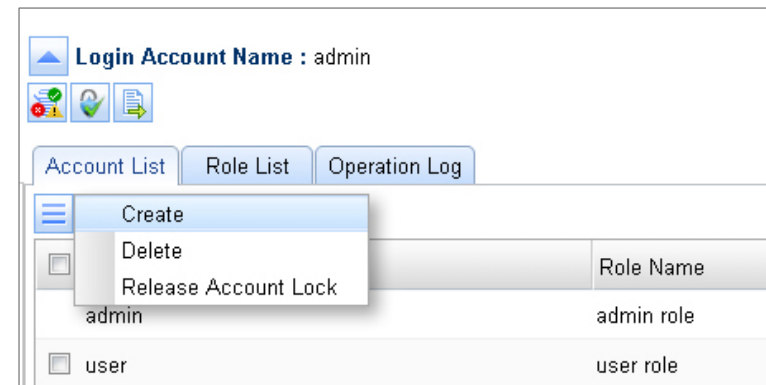 Login Account Name : admin
Account List Role List Operation Log
Create
Delete
Release Account Lock
Role Name
admin admin role
user user role